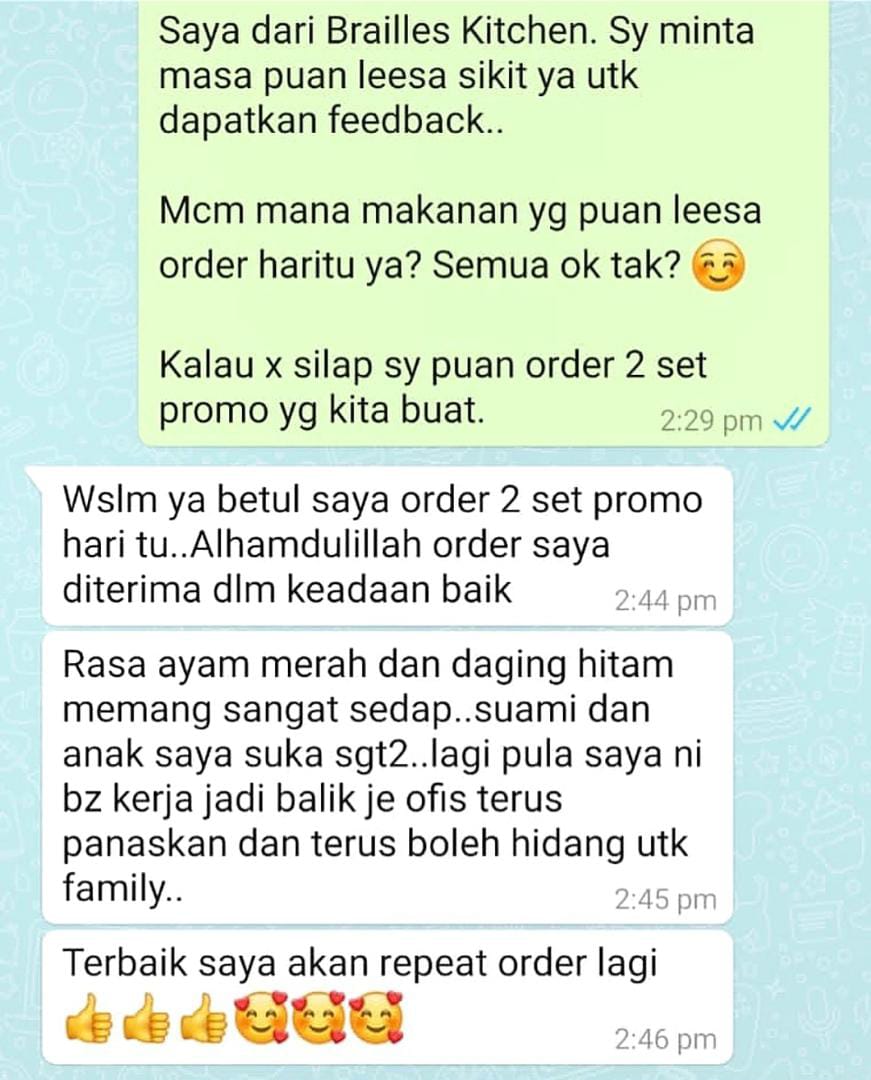 Saya dari Brailles Kitchen. Sy minta
masa puan leesa sikit ya utk
dapatkan feedback..
Mcm mana makanan yg puan leesa
order haritu ya? Semua ok tak? 😊
Kalau x silap sy puan order 2 set
promo yg kita buat.
2:29 pm
Wslm ya betul saya order 2 set promo
hari tu..Alhamdulillah order saya
diterima dlm keadaan baik
2:44 pm
Rasa ayam merah dan daging hitam
memang sangat sedap..suami dan
anak saya suka sgt2..lagi pula saya ni
bz kerja jadi balik je ofis terus
panaskan dan terus boleh hidang utk
family..
2:45 pm
Terbaik saya akan repeat order lagi
👍👍👍🥰🥰🥰
2:46 pm